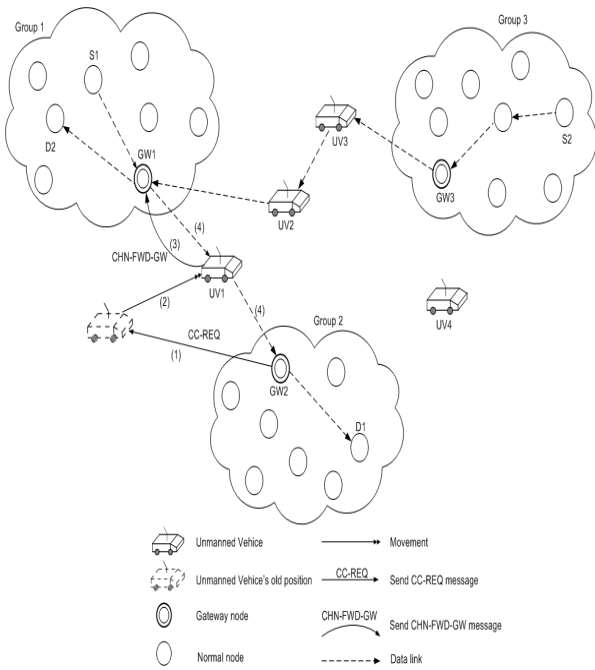 Group 1
Group 3
S1
D2
GW1
UV3
S2
GW3
UV2
(4)
(3)
CHN-FWD-GW
UV1
(2)
UV4
(4)
CC-REQ
Group 2
(1)
GW2
D1
Unmanned Vehice
Movement
Unmanned Vehice's old position
CC-REQ
Send CC-REQ message
Gateway node
CHN-FWD-GW
Send CHN-FWD-GW message
Normal node
Data link